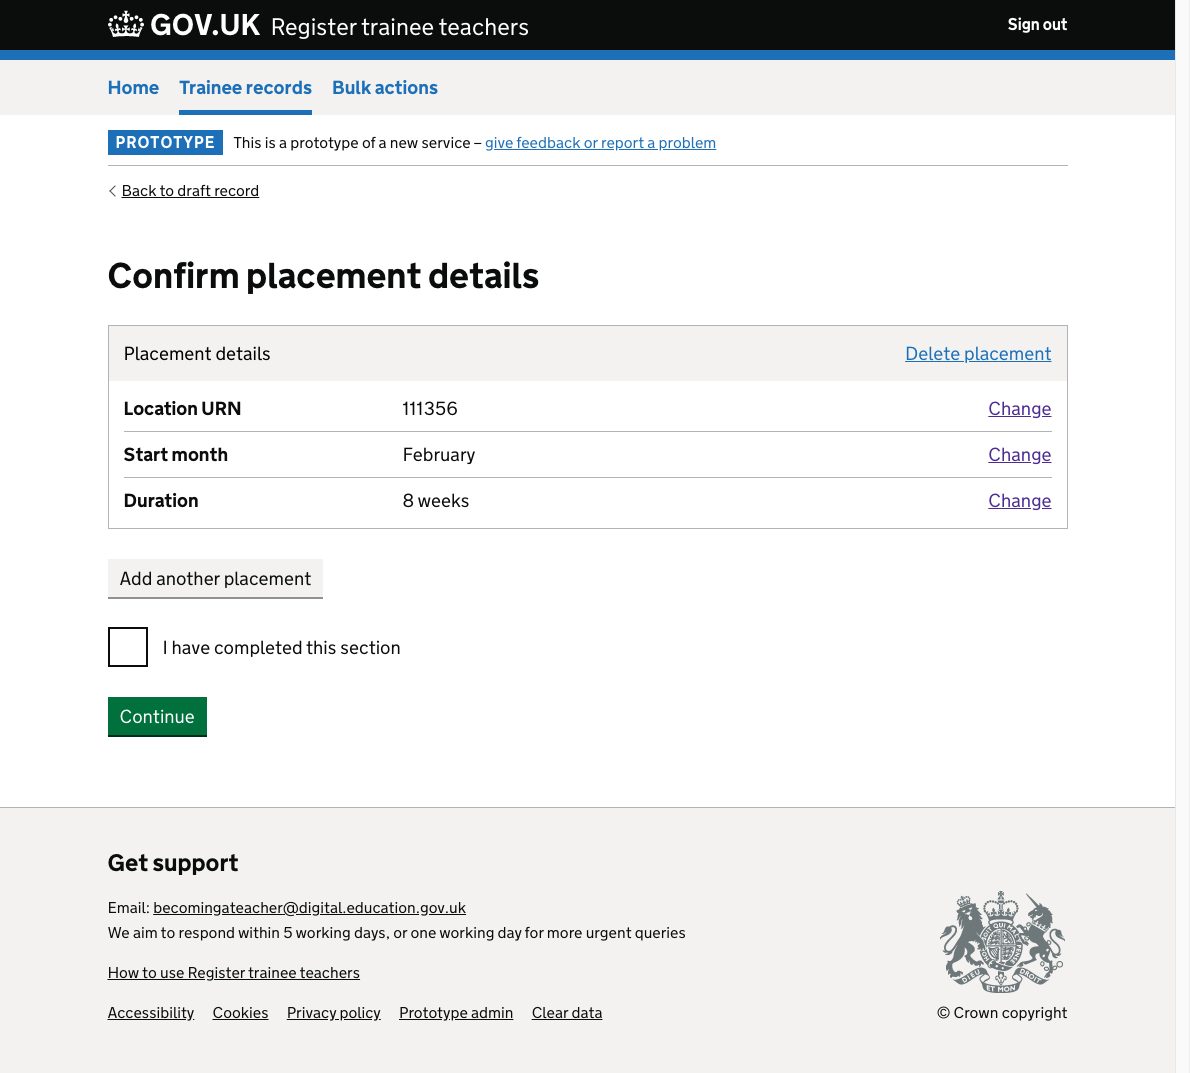 GOV.UK Register trainee teachers Sign out
Home Trainee records Bulk actions
PROTOTYPE This is a prototype of a new service – give feedback or report a problem
Back to draft record
Confirm placement details
Placement details Delete placement
Location URN 111356 Change
Start month February Change
Duration 8 weeks Change
Add another placement
I have completed this section
Continue
Get support
Email: becomingateacher@digital.education.gov.uk
We aim to respond within 5 working days, or one working day for more urgent queries
How to use Register trainee teachers
DIEU ET MON DROIT
Accessibility Cookies Privacy policy Prototype admin Clear data © Crown copyright